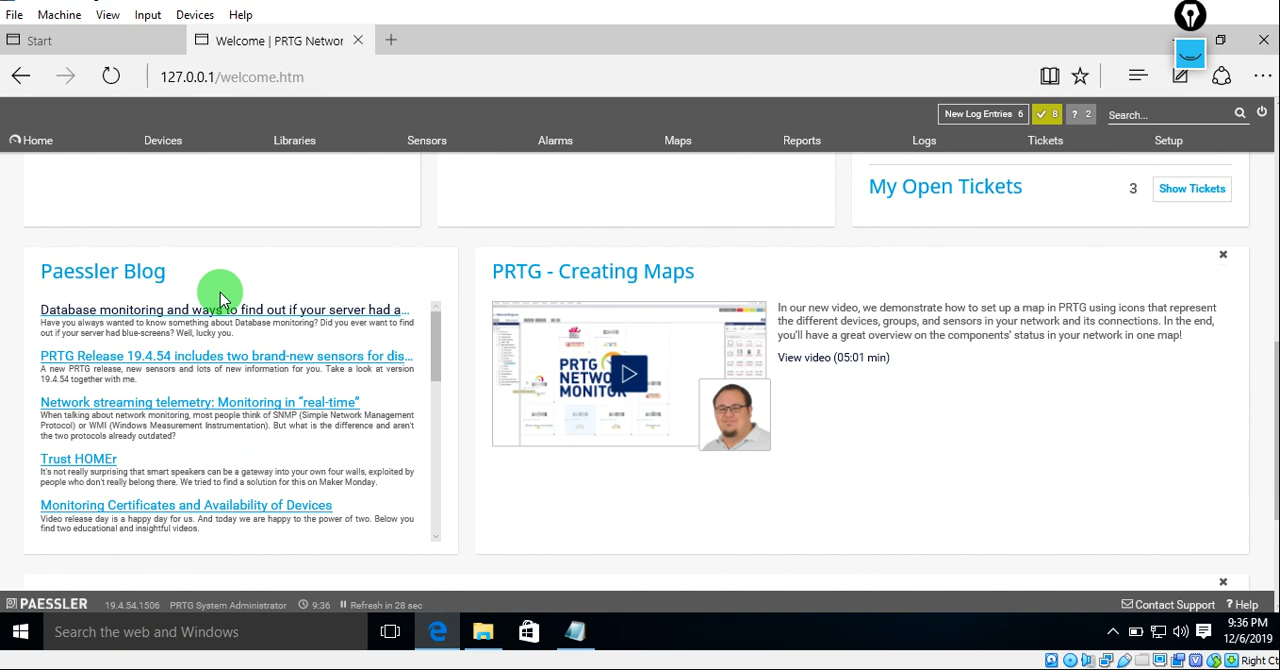 File Machine View Input Devices Help
Start Welcome | PRTG Networ
127.0.0.1/welcome.htm
New Log Entries 6 8 ? 2 Search...
Home Devices Libraries Sensors Alarms Maps Reports Logs Tickets Setup
My Open Tickets 3 Show Tickets
Paessler Blog
Database monitoring and ways to find out if your server had a...
Have you always wanted to know something about Database monitoring? Did you ever want to find
out if your server had blue-screens? Well, lucky you.
PRTG Release 19.4.54 includes two brand-new sensors for dis...
A new PRTG release, new sensors and lots of new information for you. Take a look at version
19.4.54 together with me.
Network streaming telemetry: Monitoring in “real-time”
When talking about network monitoring, most people think of SNMP (Simple Network Management
Protocol) or WMI (Windows Measurement Instrumentation). But what is the difference and aren't
the two protocols already outdated?
Trust HOMEr
It's not really surprising that smart speakers can be a gateway into your own four walls, exploited by
people who don't really belong there. We tried to find a solution for this on Maker Monday.
Monitoring Certificates and Availability of Devices
Video release day is a happy day for us. And today we are happy to the power of two. Below you
find two educational and insightful videos.
PRTG - Creating Maps
PRTG
NETWORK
MONITOR
In our new video, we demonstrate how to set up a map in PRTG using icons that represent
the different devices, groups, and sensors in your network and its connections. In the end,
you'll have a great overview on the components' status in your network in one map!
View video (05:01 min)
PAESSLER 19.4.54.1506 PRTG System Administrator 9:36 Refresh in 28 sec Contact Support ? Help
Search the web and Windows
9:36 PM
12/6/2019
Right Ct